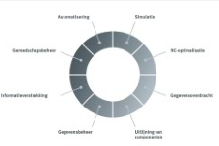 Automatisering
Simulatie
Gereedschapsbeheer
NC-optimalisatie
Informatieverstrekking
Gegevensoverdracht
Gegevensbeheer
Uitlijning van
componenten